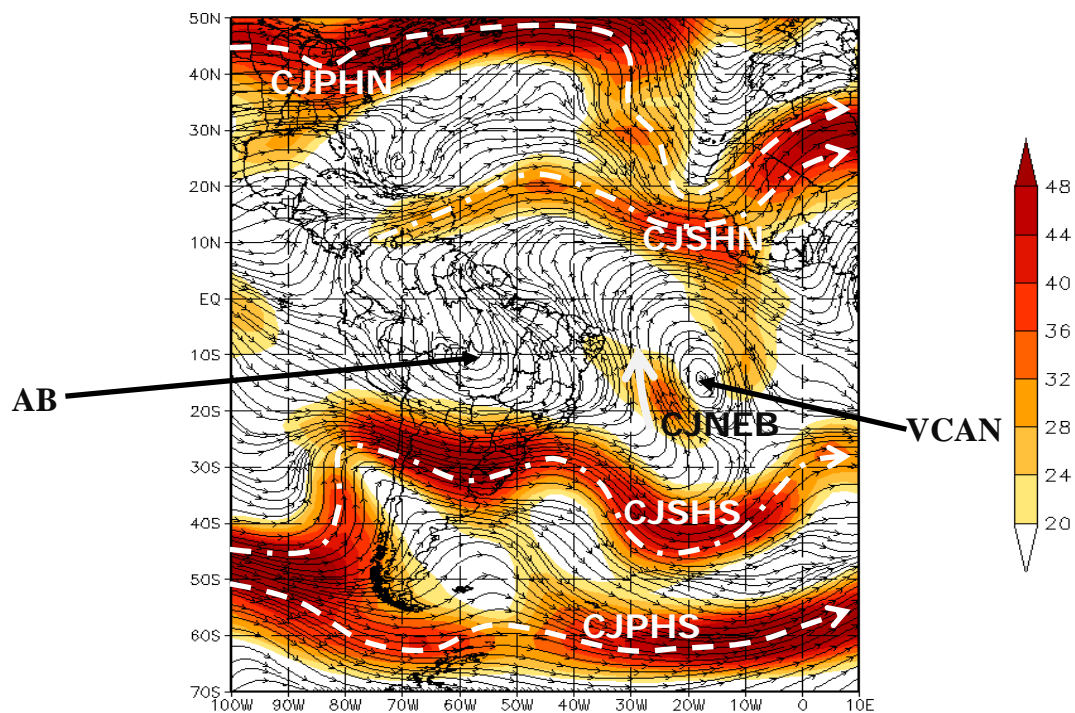 50N
40N
30N
20N
10N
EQ
10S
20S
30S
40S
50S
60S
70S
100W 90W 80W 70W 60W 50W 40W 30W 20W 10W 0 10E
CJPHN
CJSHN
AB
CJNEB
VCAN
CJSHS
CJPHS
48
44
40
36
32
28
24
20